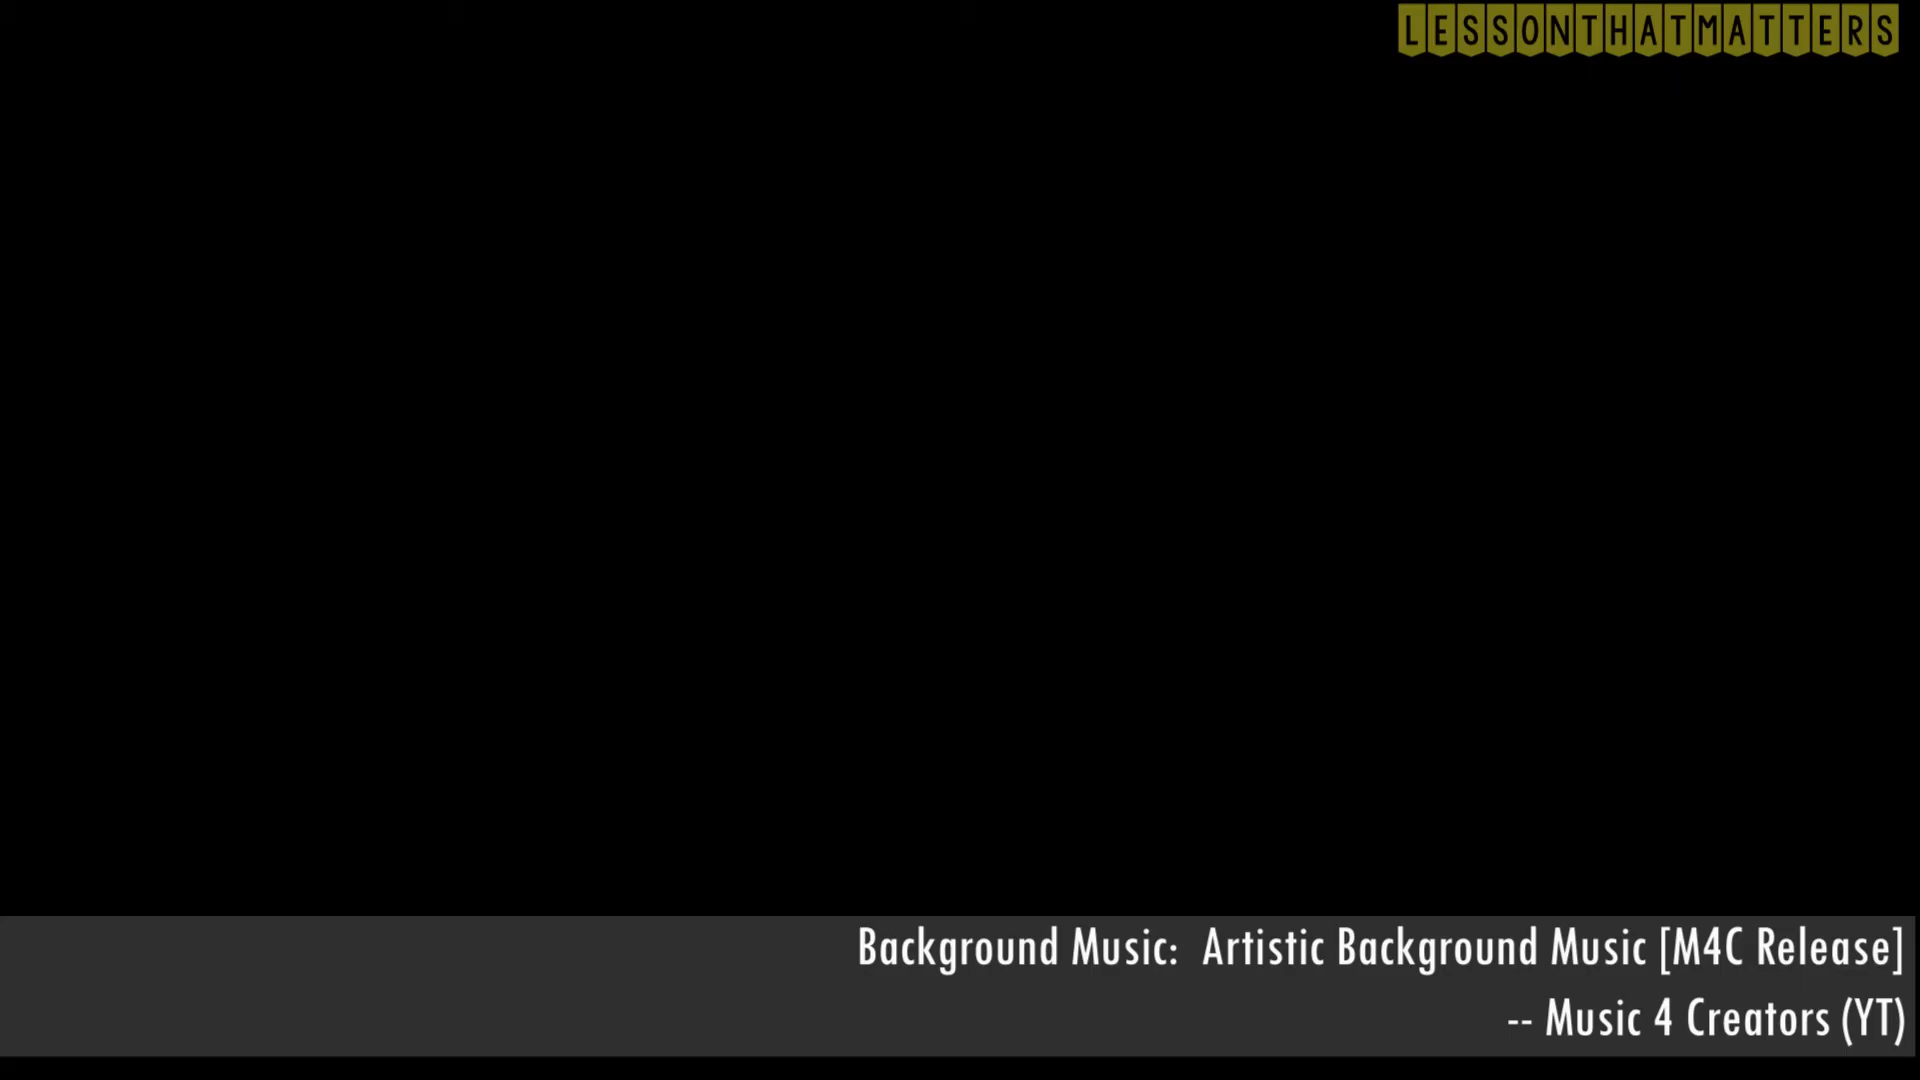 LESSONTHATMATTERS
Background Music:  Artistic Background Music [M4C Release]
-- Music 4 Creators (YT)